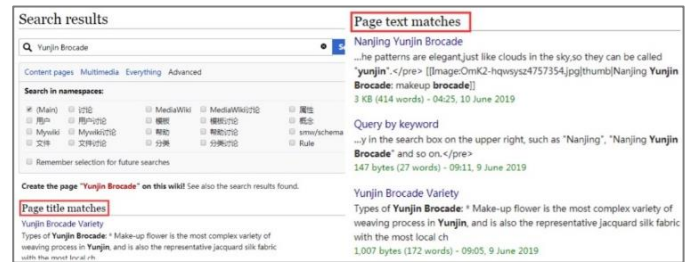 Search results
Yunjin Brocade
Content pages Multimedia Everything Advanced
Search in namespaces:
(Main) 讨论 MediaWiki MediaWiki讨论 属性
用户 用户讨论 模板 模板讨论 概念
Mywiki Mywiki讨论 帮助 帮助讨论 smw/schema
文件 文件讨论 分类 分类讨论 Rule
Remember selection for future searches
Create the page "Yunjin Brocade" on this wiki! See also the search results found.
Page title matches
Yunjin Brocade Variety
Types of Yunjin Brocade: * Make-up flower is the most complex variety of
weaving process in Yunjin, and is also the representative jacquard silk fabric
with the most local ch
Page text matches
Nanjing Yunjin Brocade
...he patterns are elegant,just like clouds in the sky,so they can be called
"yunjin".</pre> [[Image:OmK2-hqwsysz4757354.jpg|thumb|Nanjing Yunjin
Brocade: makeup brocade]]
3 KB (414 words) - 04:25, 10 June 2019
Query by keyword
...y in the search box on the upper right, such as "Nanjing", "Nanjing Yunjin
Brocade" and so on.</pre>
147 bytes (27 words) - 09:11, 9 June 2019
Yunjin Brocade Variety
Types of Yunjin Brocade: * Make-up flower is the most complex variety of
weaving process in Yunjin, and is also the representative jacquard silk fabric
with the most local ch
1,007 bytes (172 words) - 09:05, 9 June 2019